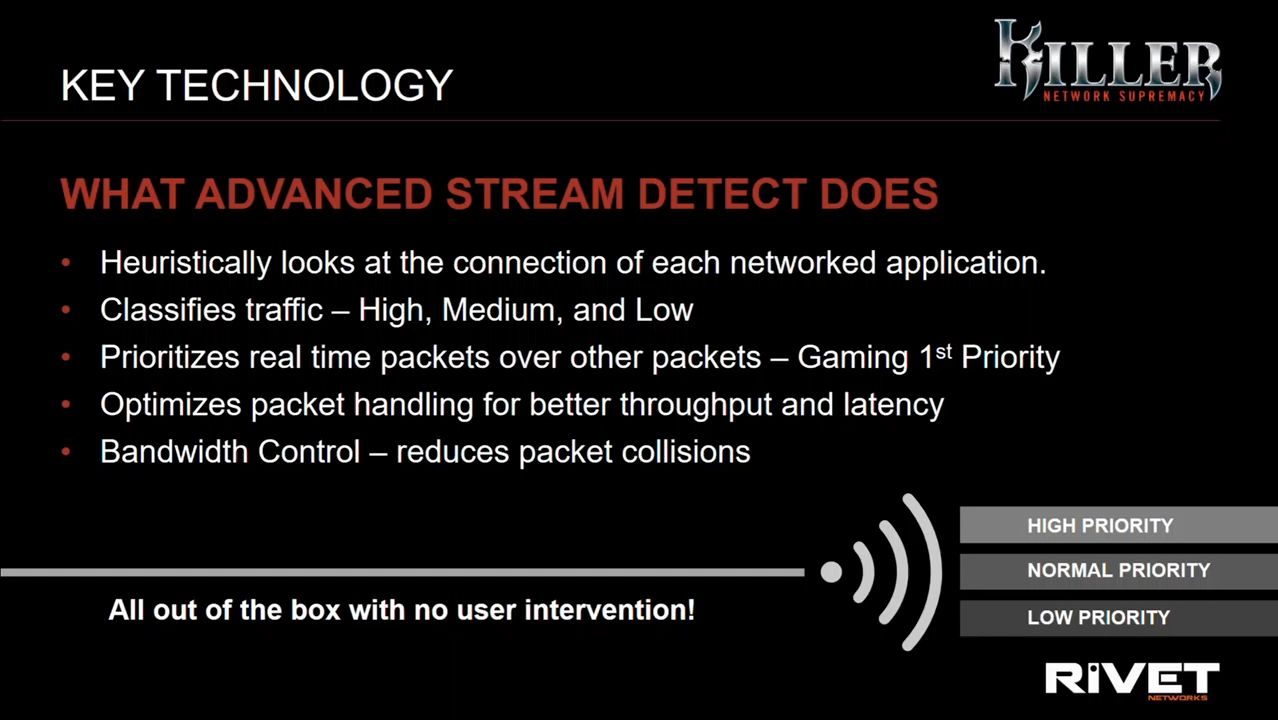 KILLER
NETWORK SUPREMACY
KEY TECHNOLOGY
WHAT ADVANCED STREAM DETECT DOES
• Heuristically looks at the connection of each networked application.
• Classifies traffic – High, Medium, and Low
• Prioritizes real time packets over other packets – Gaming 1st Priority
• Optimizes packet handling for better throughput and latency
• Bandwidth Control – reduces packet collisions
HIGH PRIORITY
NORMAL PRIORITY
LOW PRIORITY
All out of the box with no user intervention!
RIVET
NETWORKS